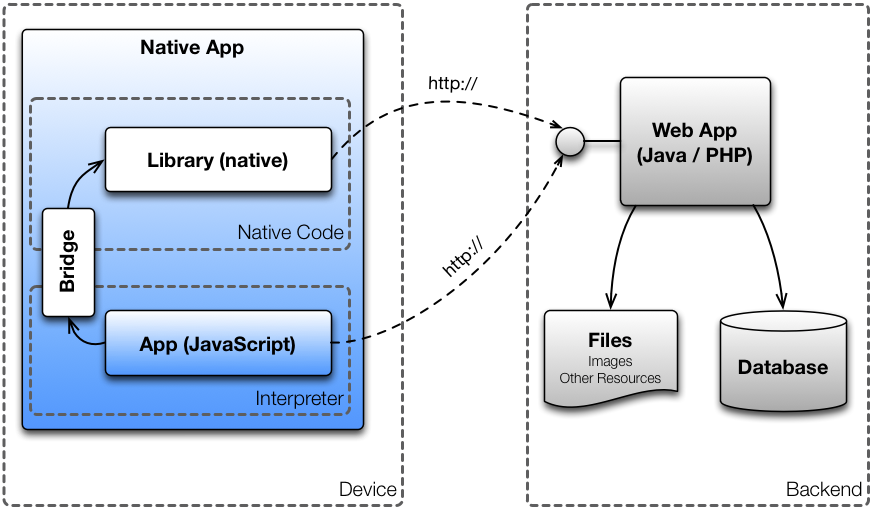 Native App
Library (native)
Native Code
Bridge
App (JavaScript)
Interpreter
Device
http://
http://
Web App
(Java / PHP)
Files
Images
Other Resources
Database
Backend